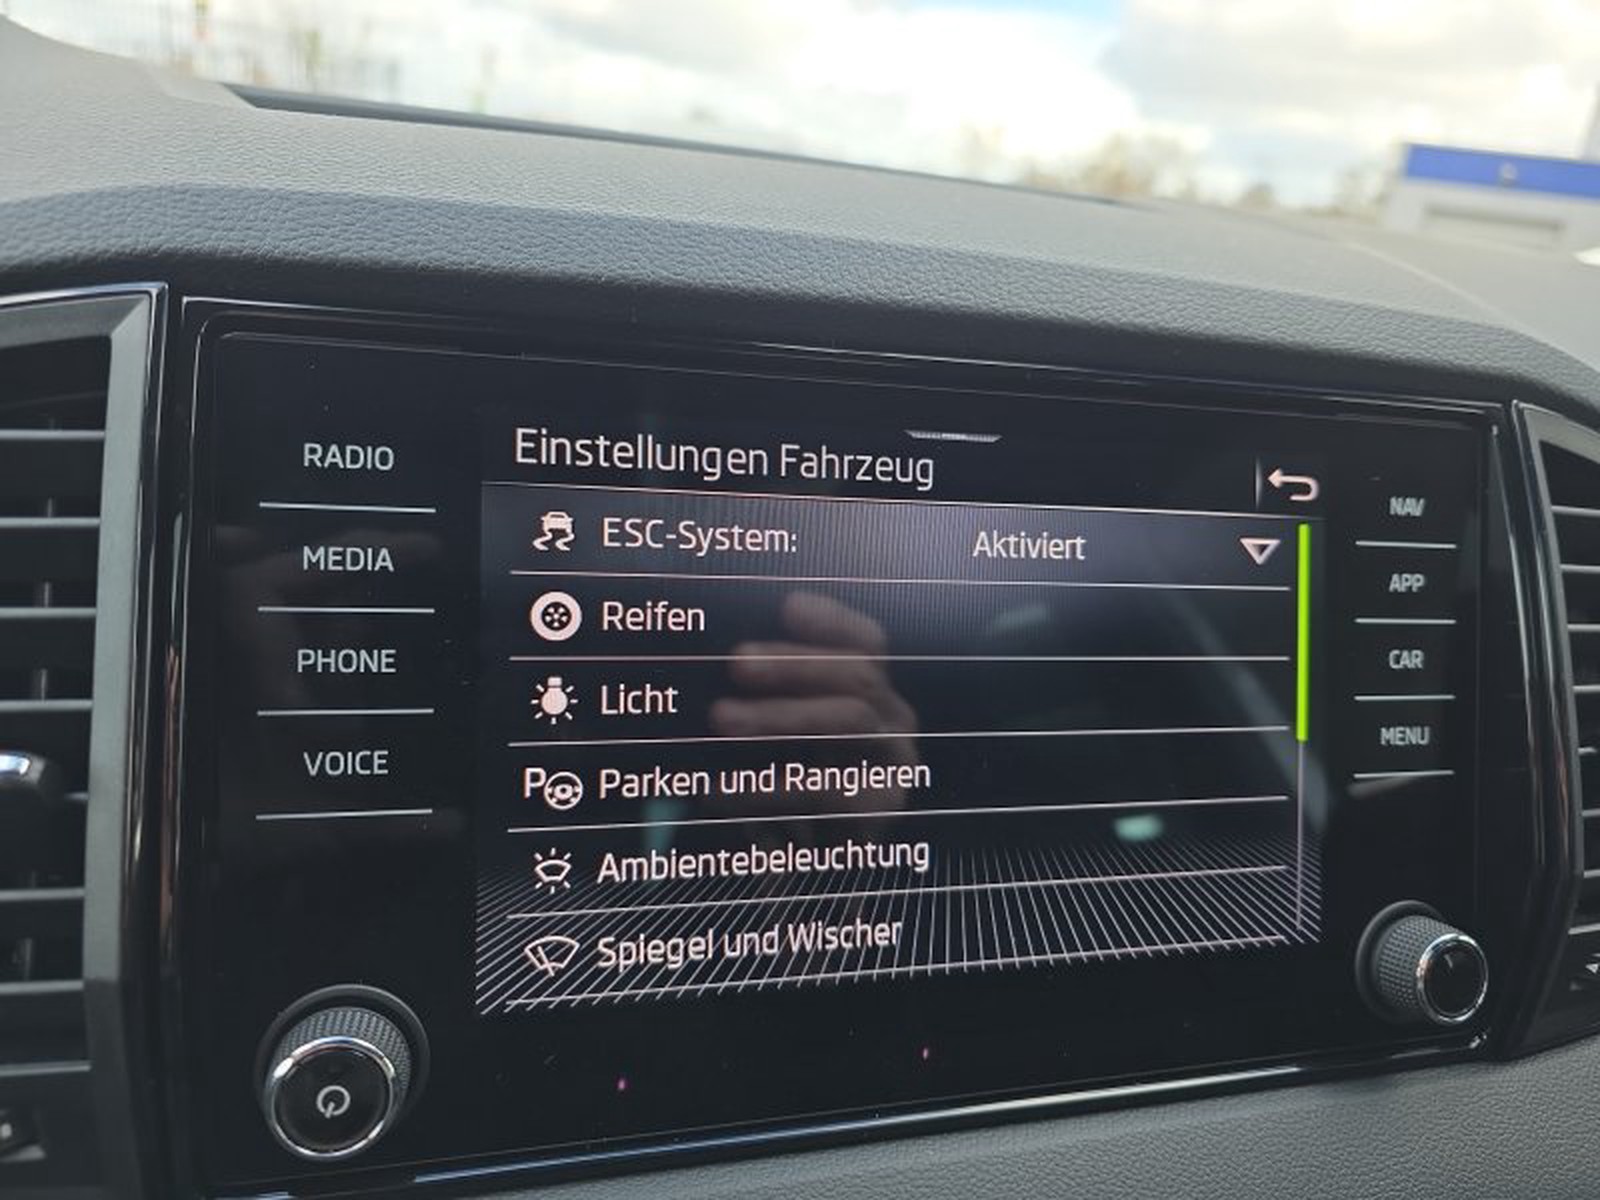 RADIO
MEDIA
PHONE
VOICE
Einstellungen Fahrzeug
ESC-System: Aktiviert
Reifen
Licht
P Parken und Rangieren
Ambientebeleuchtung
Spiegel und Wischer
NAV
APP
CAR
MENU